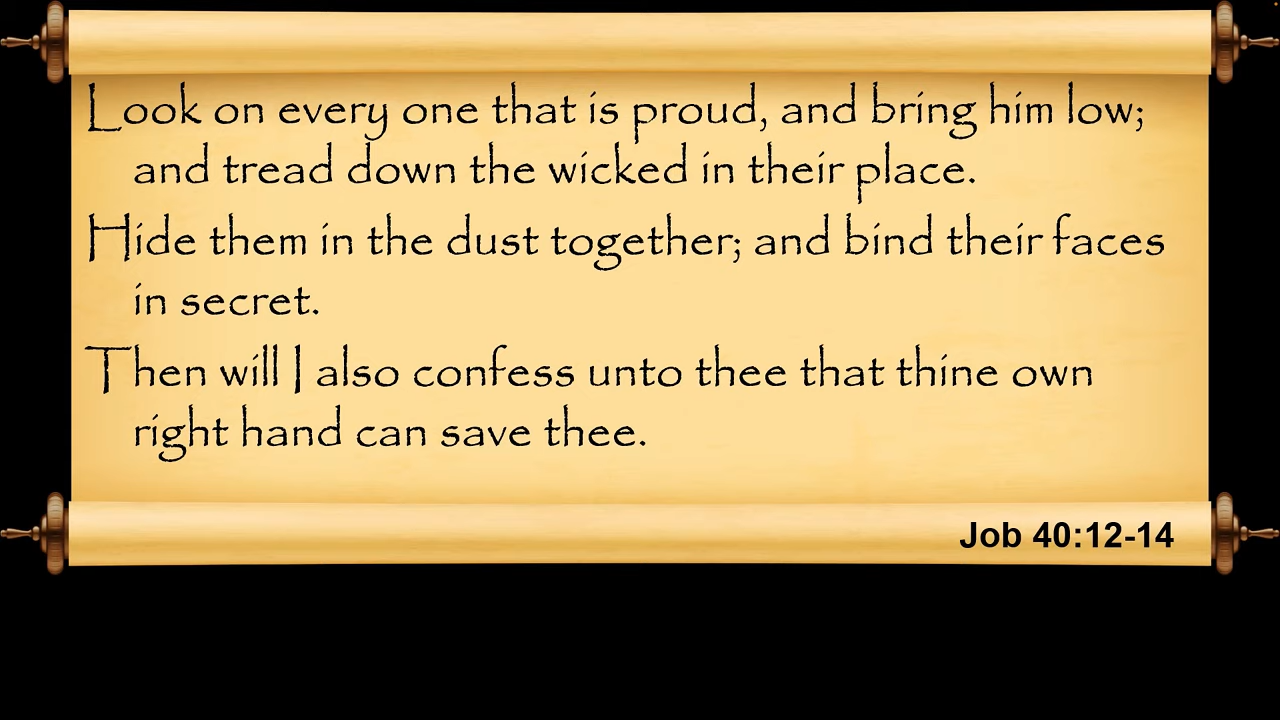 Look on every one that is proud, and bring him low;
and tread down the wicked in their place.
Hide them in the dust together; and bind their faces
in secret.
Then will I also confess unto thee that thine own
right hand can save thee.
Job 40:12-14